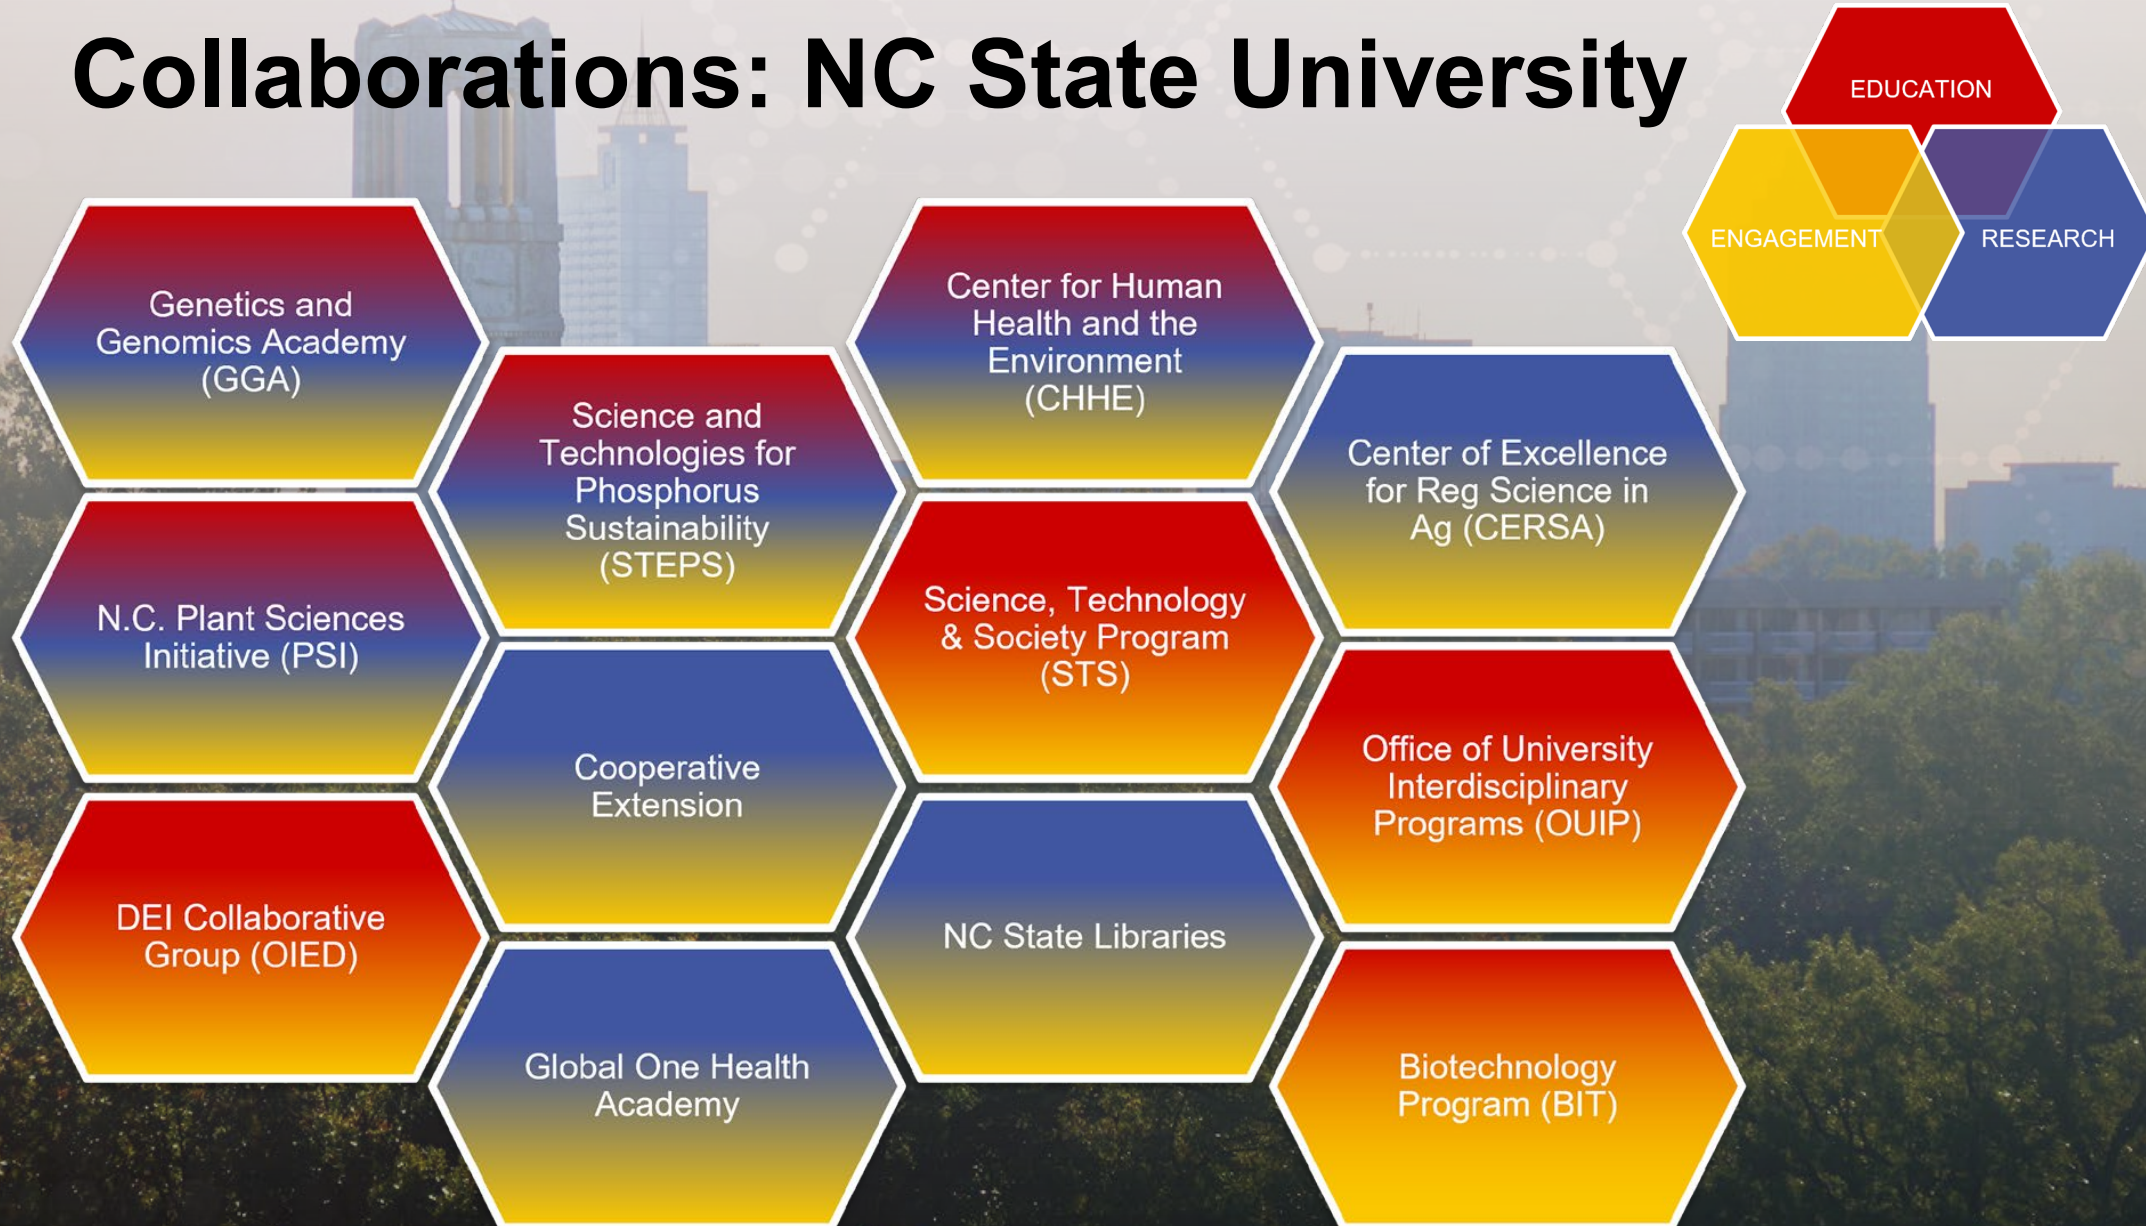 Collaborations: NC State University
EDUCATION
ENGAGEMENT
RESEARCH
Genetics and
Genomics Academy
(GGA)
Science and
Technologies for
Phosphorus
Sustainability
(STEPS)
Center for Human
Health and the
Environment
(CHHE)
Center of Excellence
for Reg Science in
Ag (CERSA)
N.C. Plant Sciences
Initiative (PSI)
Cooperative
Extension
Science, Technology
& Society Program
(STS)
Office of University
Interdisciplinary
Programs (OUIP)
DEI Collaborative
Group (OIED)
Global One Health
Academy
NC State Libraries
Biotechnology
Program (BIT)